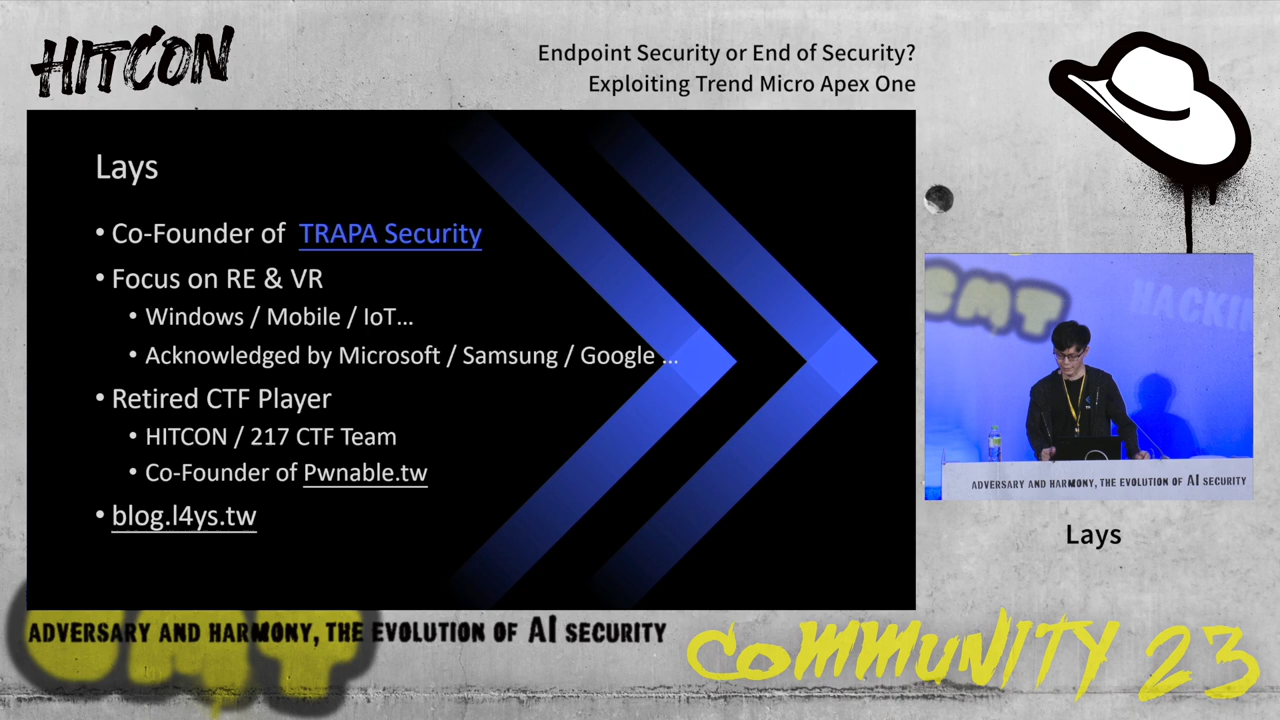 HITCON
Endpoint Security or End of Security?
Exploiting Trend Micro Apex One
Lays
• Co-Founder of TRAPA Security
• Focus on RE & VR
• Windows / Mobile / IoT...
• Acknowledged by Microsoft / Samsung / Google ...
• Retired CTF Player
• HITCON / 217 CTF Team
• Co-Founder of Pwnable.tw
• blog.l4ys.tw
CMT
HACKIN
ADVERSARY AND HARMONY, THE EVOLUTION OF AI SECURITY
Lays
CMT
ADVERSARY AND HARMONY, THE EVOLUTION OF AI SECURITY
COMMUNITY 23